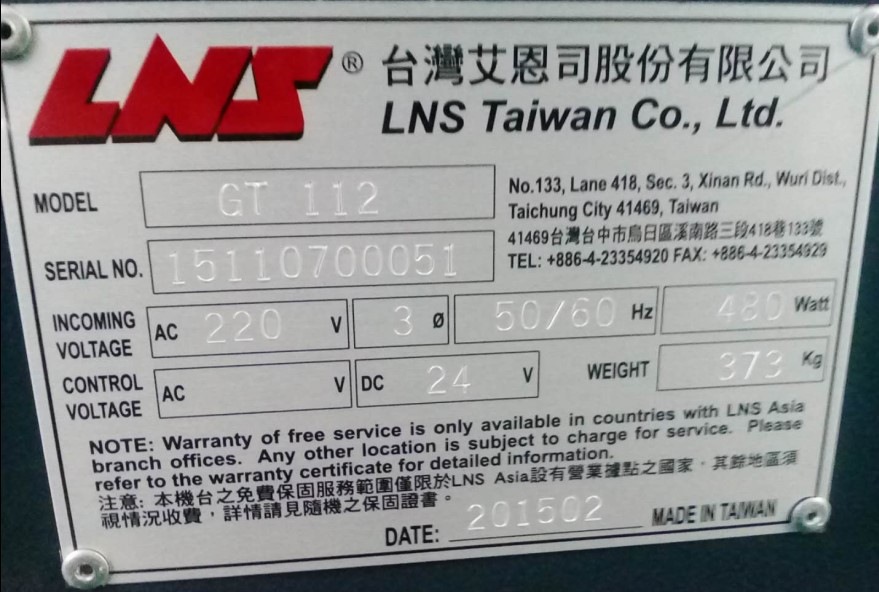 LNS® 台灣艾恩司股份有限公司
LNS Taiwan Co., Ltd.
MODEL GT 112
No.133, Lane 418, Sec. 3, Xinan Rd., Wuri Dist.,
Taichung City 41469, Taiwan
41469台灣台中市烏日區溪南路三段418巷133號
TEL: +886-4-23354920 FAX: +886-4-23354929
SERIAL NO. 15110700051
INCOMING VOLTAGE AC 220 V 3 Ø 50/60 Hz 480 Watt
CONTROL VOLTAGE AC V DC 24 V WEIGHT 373 Kg
NOTE: Warranty of free service is only available in countries with LNS Asia
branch offices. Any other location is subject to charge for service. Please
refer to the warranty certificate for detailed information.
注意: 本機台之免費保固服務範圍僅限於LNS Asia設有營業據點之國家．其餘地區須
視情況收費，詳情請見隨機之保固證書。
DATE: 201502 MADE IN TAIWAN